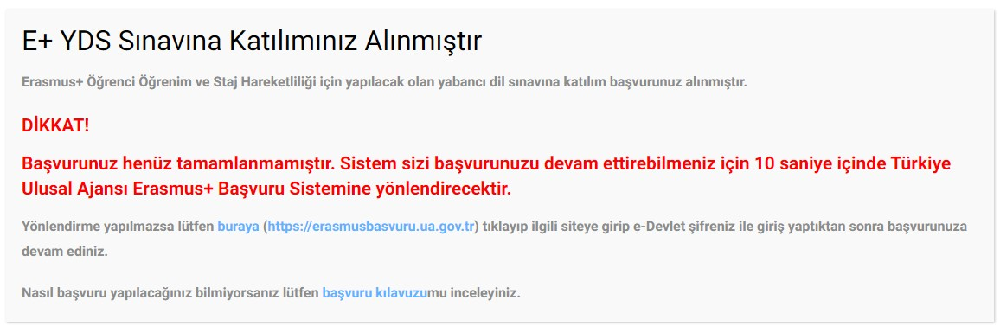 E+ YDS Sınavına Katılımınız Alınmıştır
Erasmus+ Öğrenci Öğrenim ve Staj Hareketliliği için yapılacak olan yabancı dil sınavına katılım başvurunuz alınmıştır.
DİKKAT!
Başvurunuz henüz tamamlanmamıştır. Sistem sizi başvurunuzu devam ettirebilmeniz için 10 saniye içinde Türkiye
Ulusal Ajansı Erasmus+ Başvuru Sistemine yönlendirecektir.
Yönlendirme yapılmazsa lütfen buraya (https://erasmusbasvuru.ua.gov.tr) tıklayıp ilgili siteye girip e-Devlet şifreniz ile giriş yaptıktan sonra başvurunuza
devam ediniz.
Nasıl başvuru yapılacağınız bilmiyorsanız lütfen başvuru kılavuzumu inceleyiniz.